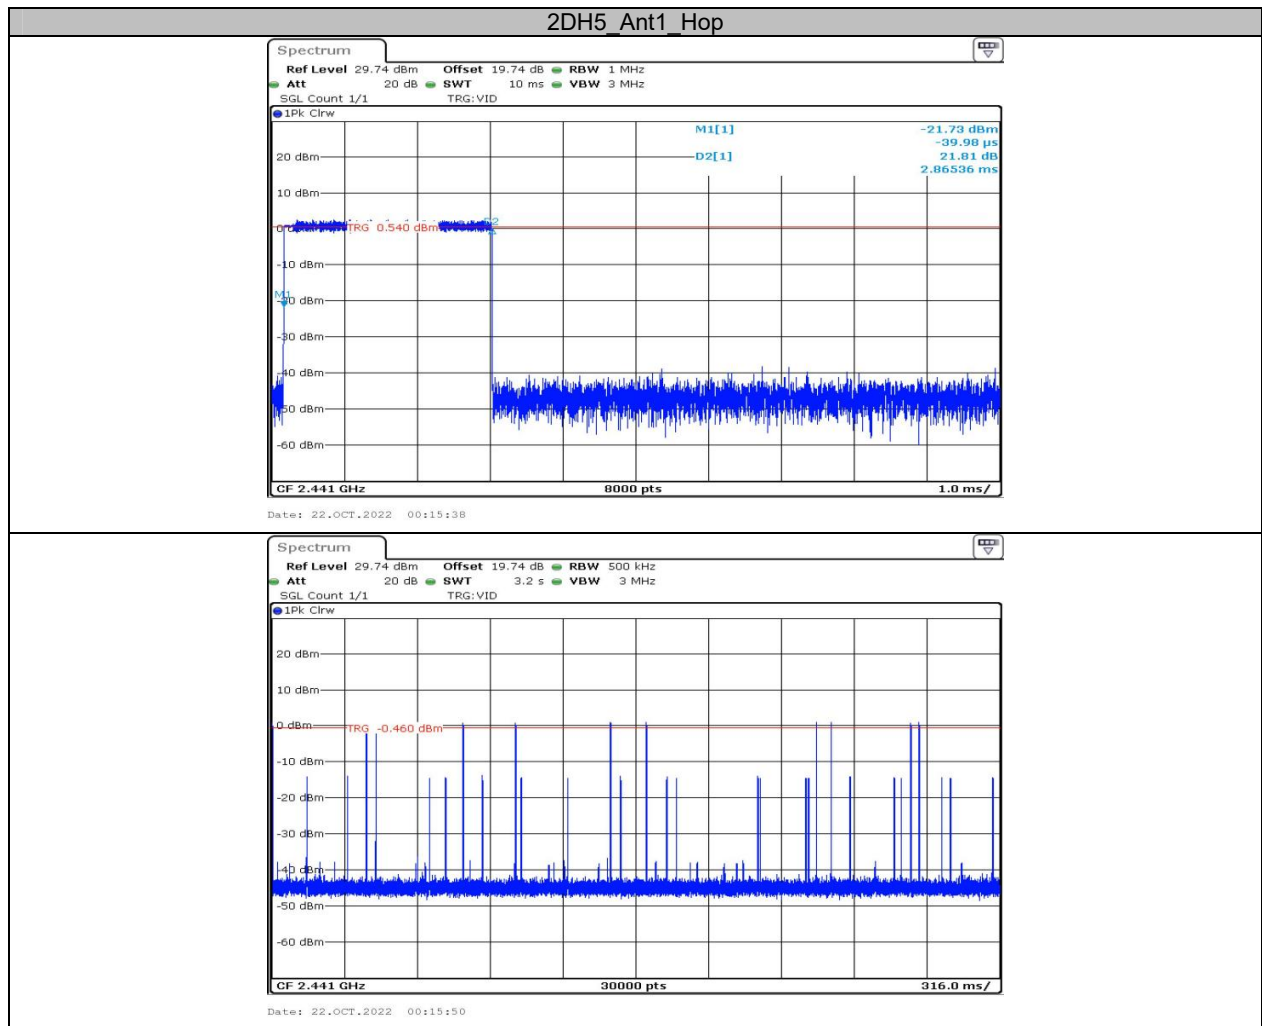 2DH5_Ant1_Hop
Spectrum
Ref Level 29.74 dBm Offset 19.74 dB RBW 1 MHz
Att 20 dB SWT 10 ms VBW 3 MHz
SGL Count 1/1 TRG:VID
1Pk Clrw
M1[1] -21.73 dBm
-39.98 µs
D2[1] 21.81 dB
2.86536 ms
20 dBm
10 dBm
D2
TRG 0.540 dBm
-10 dBm
M1
-20 dBm
-30 dBm
-40 dBm
-50 dBm
-60 dBm
CF 2.441 GHz 8000 pts 1.0 ms/
Date: 22.OCT.2022 00:15:38
Spectrum
Ref Level 29.74 dBm Offset 19.74 dB RBW 500 kHz
Att 20 dB SWT 3.2 s VBW 3 MHz
SGL Count 1/1 TRG:VID
1Pk Clrw
20 dBm
10 dBm
0 dBm
TRG -0.460 dBm
-10 dBm
-20 dBm
-30 dBm
-40 dBm
-50 dBm
-60 dBm
CF 2.441 GHz 30000 pts 316.0 ms/
Date: 22.OCT.2022 00:15:50